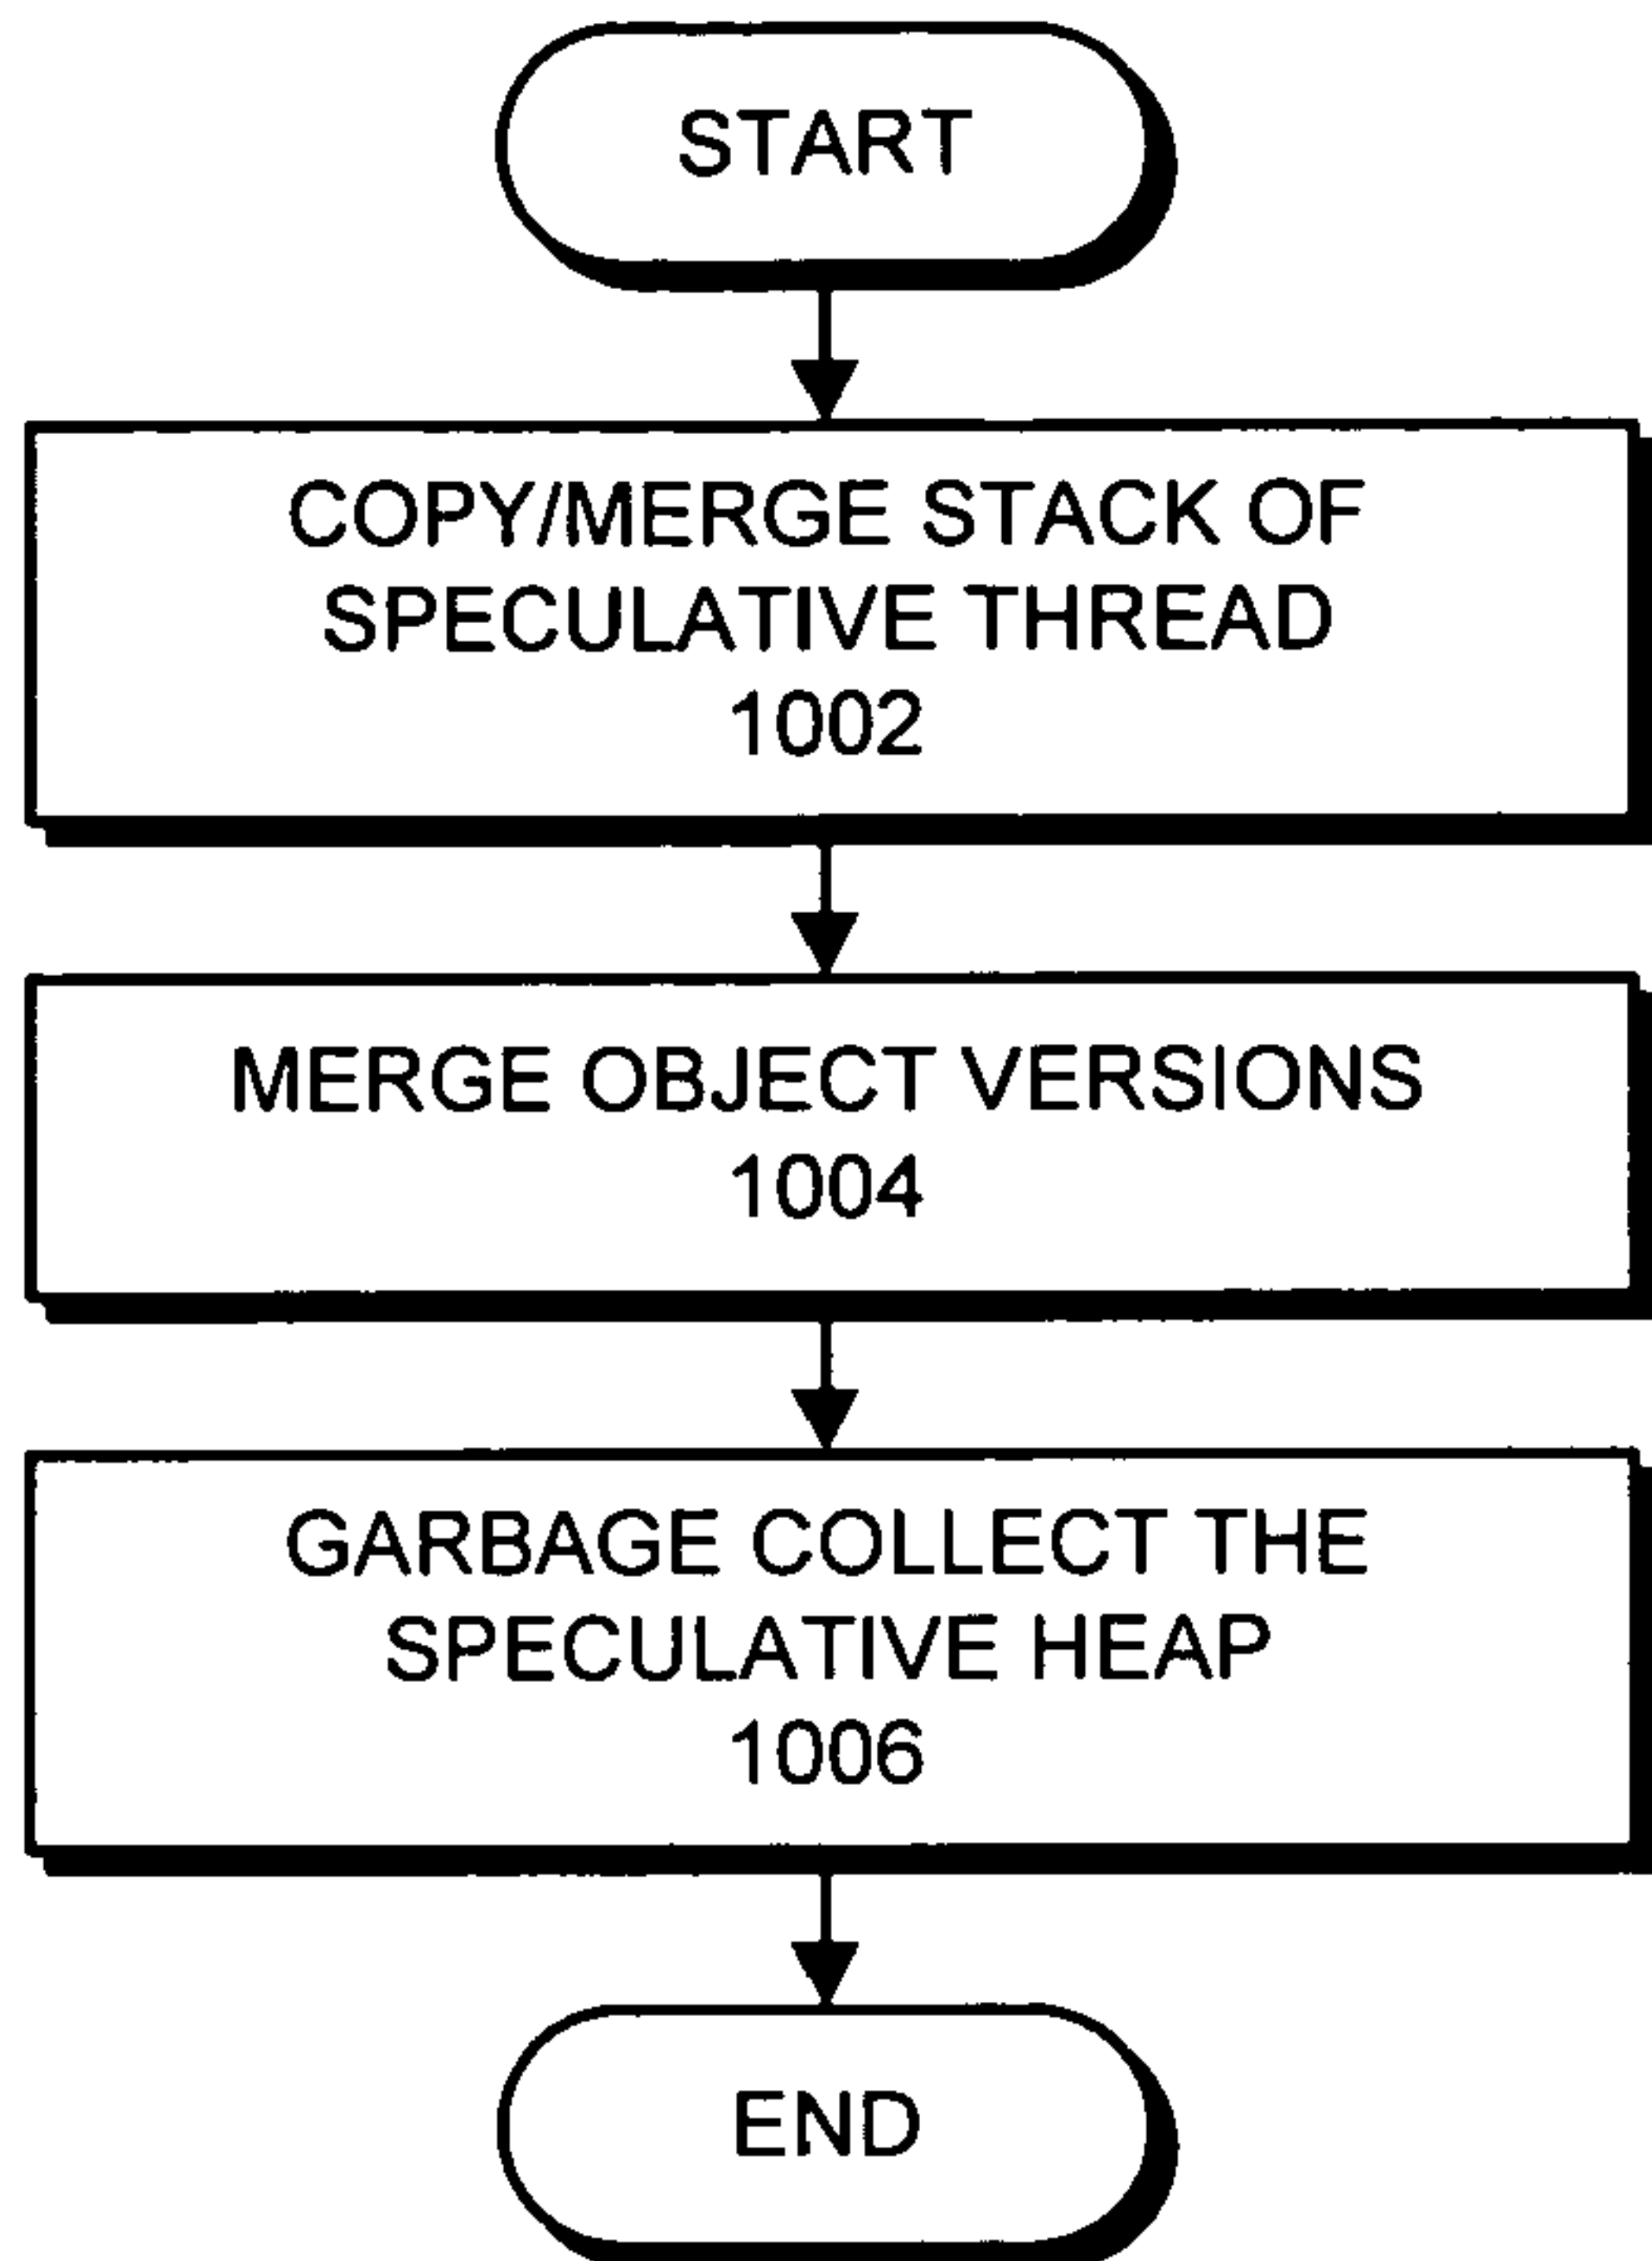 START
COPY/MERGE STACK OF
SPECULATIVE THREAD
1002
MERGE OBJECT VERSIONS
1004
GARBAGE COLLECT THE
SPECULATIVE HEAP
1006
END